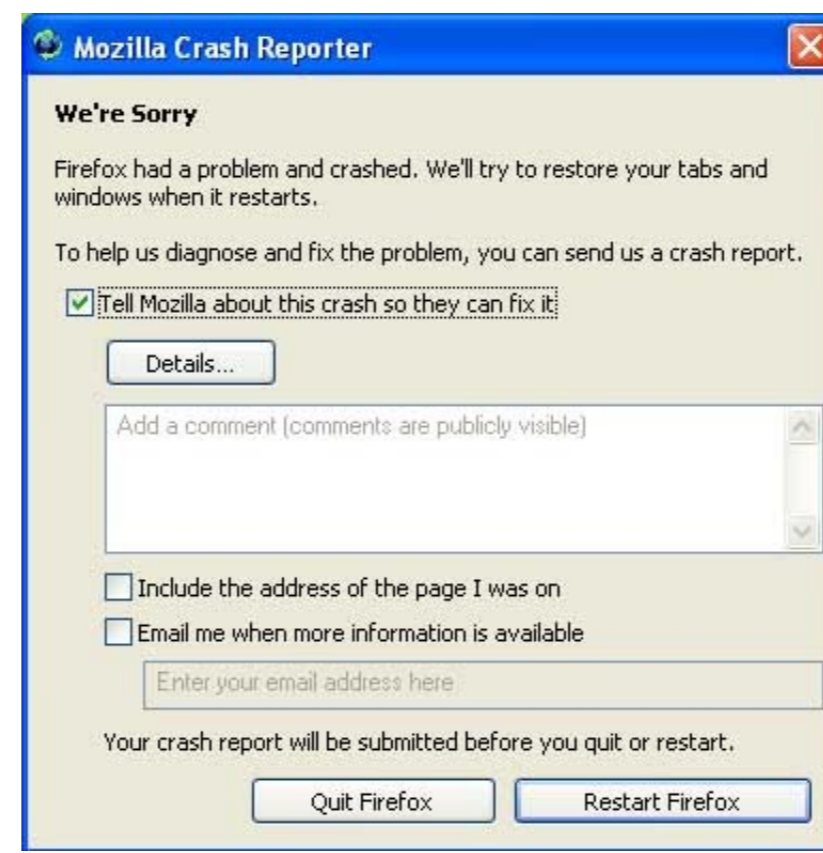 Mozilla Crash Reporter
We're Sorry
Firefox had a problem and crashed. We'll try to restore your tabs and
windows when it restarts.
To help us diagnose and fix the problem, you can send us a crash report.
Tell Mozilla about this crash so they can fix it
Details...
Add a comment (comments are publicly visible)
Include the address of the page I was on
Email me when more information is available
Enter your email address here
Your crash report will be submitted before you quit or restart.
Quit Firefox
Restart Firefox